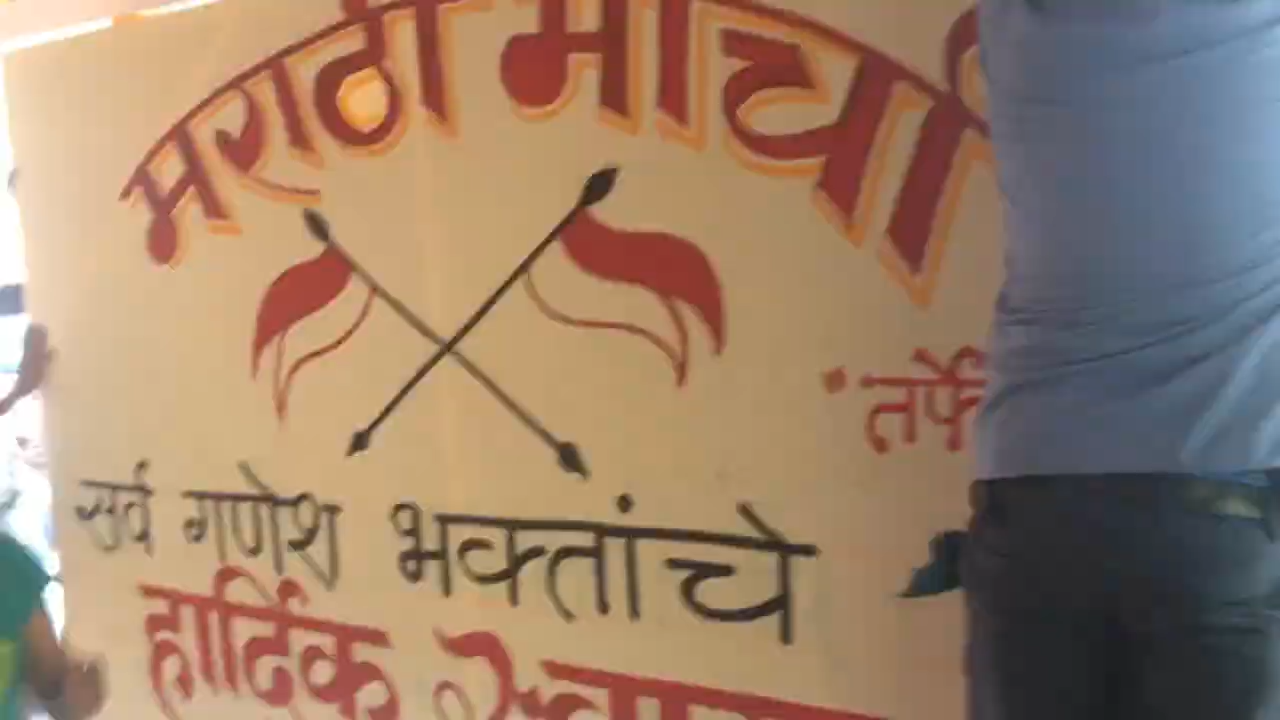 मराठी मोर्चा
तर्फे
सर्व गणेश भक्तांचे
हार्दिक